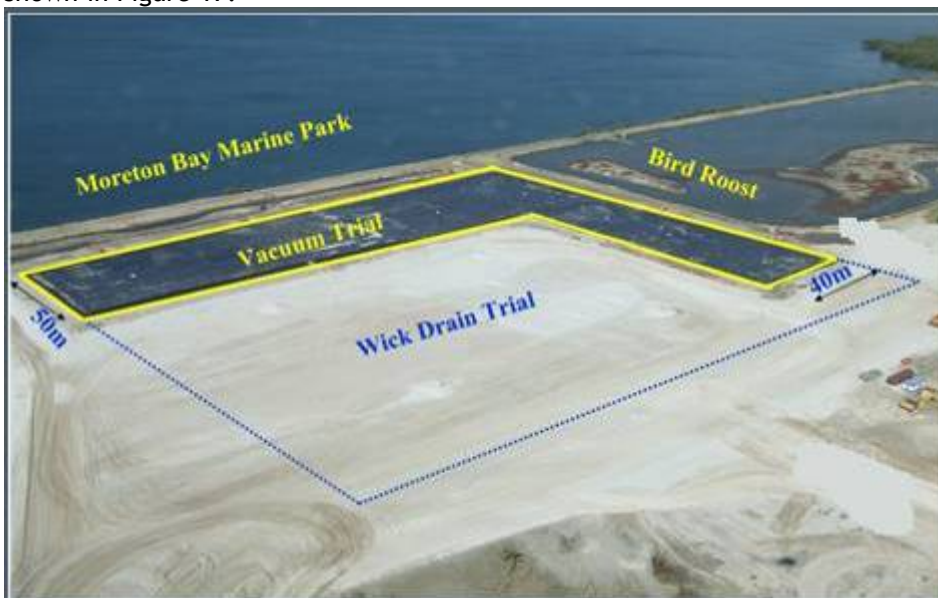 Moreton Bay Marine Park
Bird Roost
Vacuum Trial
40m
50m
Wick Drain Trial